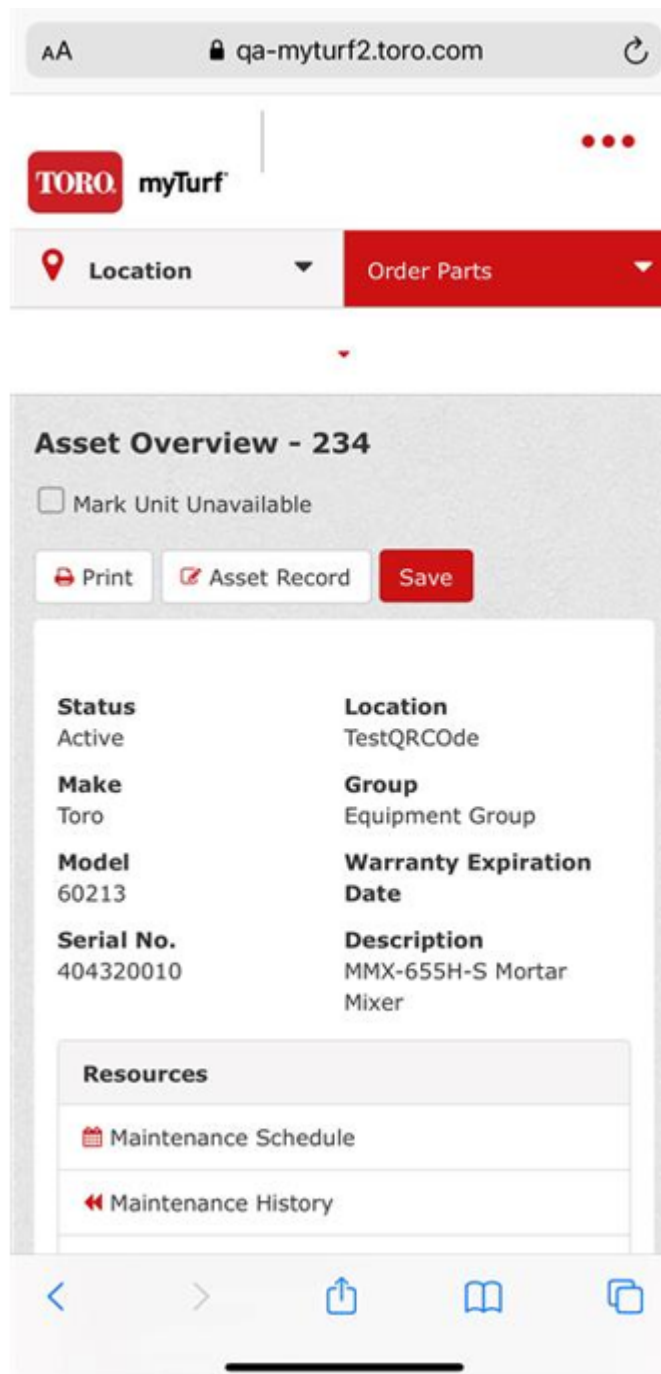 AA qa-myturf2.toro.com
TORO. myTurf
Location Order Parts
Asset Overview - 234
Mark Unit Unavailable
Print Asset Record Save
Status Location
Active TestQRCOde
Make Group
Toro Equipment Group
Model Warranty Expiration
60213 Date
Serial No. Description
404320010 MMX-655H-S Mortar
Mixer
Resources
Maintenance Schedule
Maintenance History